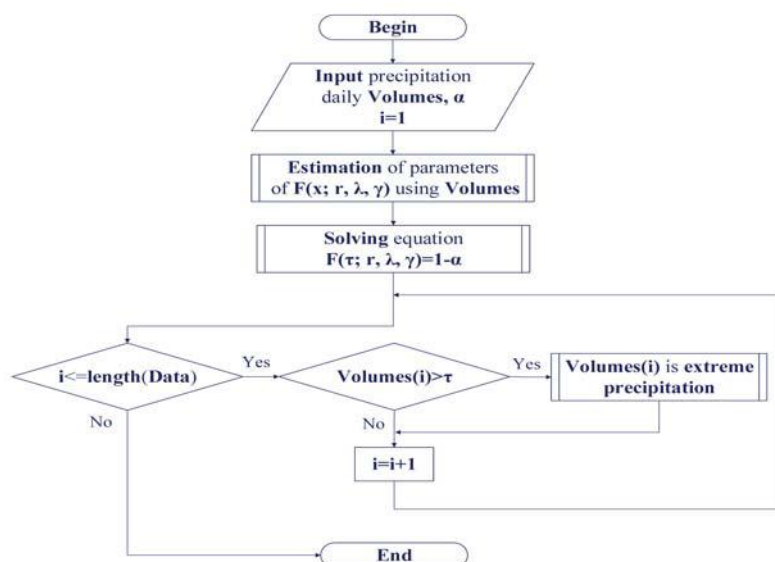 Begin
Input precipitation
daily Volumes, α
i=1
Estimation of parameters
of F(x; r, λ, γ) using Volumes
Solving equation
F(τ; r, λ, γ)=1-α
i<=length(Data)
Yes
Volumes(i)>τ
Yes
Volumes(i) is extreme
precipitation
No
No
i=i+1
End